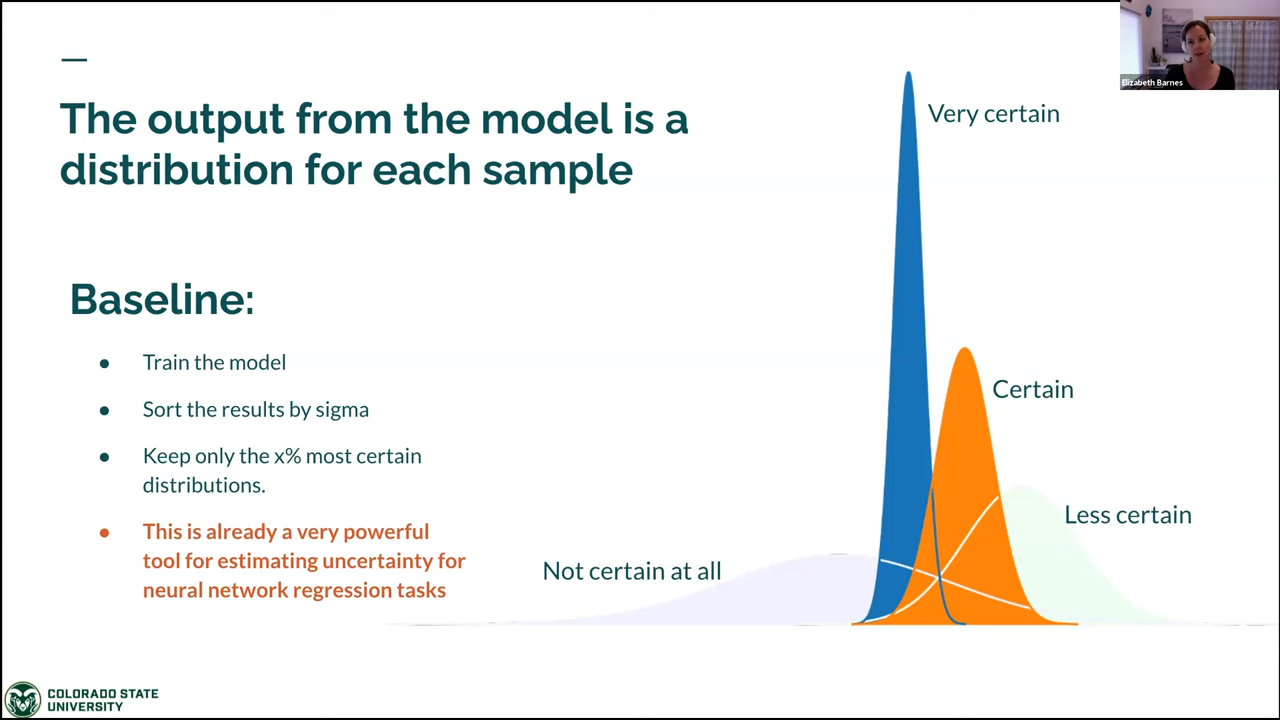 Elizabeth Barnes
The output from the model is a
distribution for each sample
Very certain
Baseline:
● Train the model
● Sort the results by sigma
● Keep only the x% most certain
distributions.
● This is already a very powerful
tool for estimating uncertainty for
neural network regression tasks
Certain
Less certain
Not certain at all
COLORADO STATE
UNIVERSITY